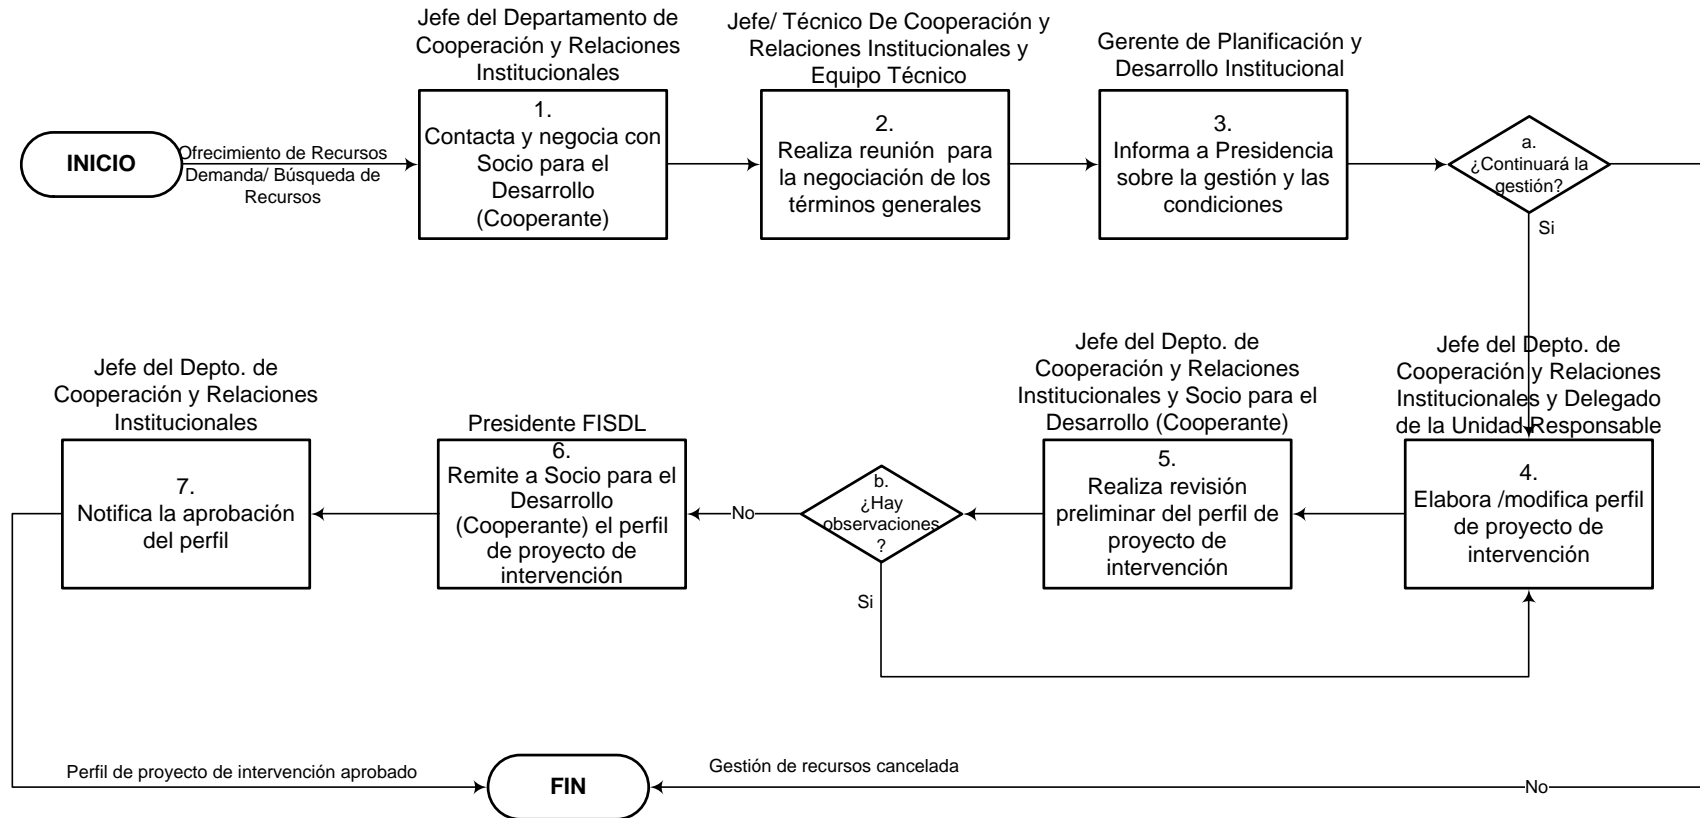 Jefe del Departamento de
Cooperación y Relaciones
Institucionales
Jefe/ Técnico De Cooperación y
Relaciones Institucionales y
Equipo Técnico
Gerente de Planificación y
Desarrollo Institucional
INICIO
Ofrecimiento de Recursos
Demanda/ Búsqueda de
Recursos
1.
Contacta y negocia con
Socio para el
Desarrollo
(Cooperante)
2.
Realiza reunión  para
la negociación de los
términos generales
3.
Informa a Presidencia
sobre la gestión y las
condiciones
a.
¿Continuará la
gestión?
Si
Jefe del Depto. de
Cooperación y Relaciones
Institucionales
Presidente FISDL
Jefe del Depto. de
Cooperación y Relaciones
Institucionales y Socio para el
Desarrollo (Cooperante)
Jefe del Depto. de
Cooperación y Relaciones
Institucionales y Delegado
de la Unidad Responsable
7.
Notifica la aprobación
del perfil
6.
Remite a Socio para el
Desarrollo
(Cooperante) el perfil
de proyecto de
intervención
No
b.
¿Hay
observaciones
?
Si
5.
Realiza revisión
preliminar del perfil de
proyecto de
intervención
4.
Elabora /modifica perfil
de proyecto de
intervención
Perfil de proyecto de intervención aprobado
FIN
Gestión de recursos cancelada
No